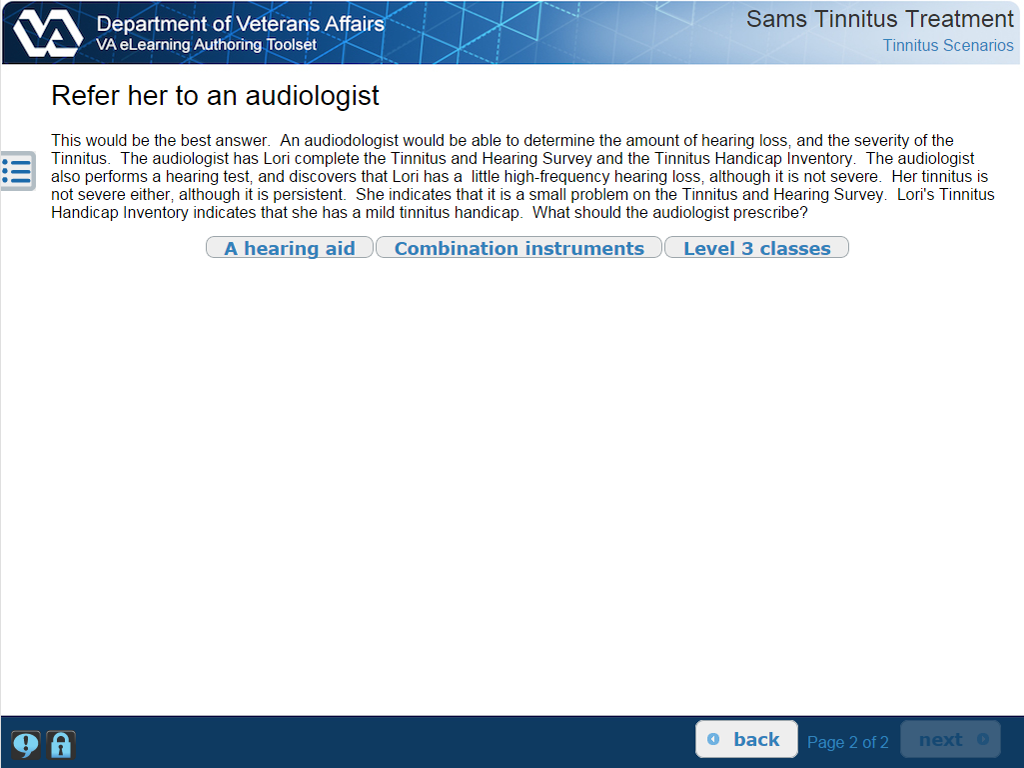 Department of Veterans Affairs
VA eLearning Authoring Toolset
Sams Tinnitus Treatment
Tinnitus Scenarios
Refer her to an audiologist
This would be the best answer.  An audiodologist would be able to determine the amount of hearing loss, and the severity of the
Tinnitus.  The audiologist has Lori complete the Tinnitus and Hearing Survey and the Tinnitus Handicap Inventory.  The audiologist
also performs a hearing test, and discovers that Lori has a  little high-frequency hearing loss, although it is not severe.  Her tinnitus is
not severe either, although it is persistent.  She indicates that it is a small problem on the Tinnitus and Hearing Survey.  Lori's Tinnitus
Handicap Inventory indicates that she has a mild tinnitus handicap.  What should the audiologist prescribe?
A hearing aid
Combination instruments
Level 3 classes
back
Page 2 of 2
next